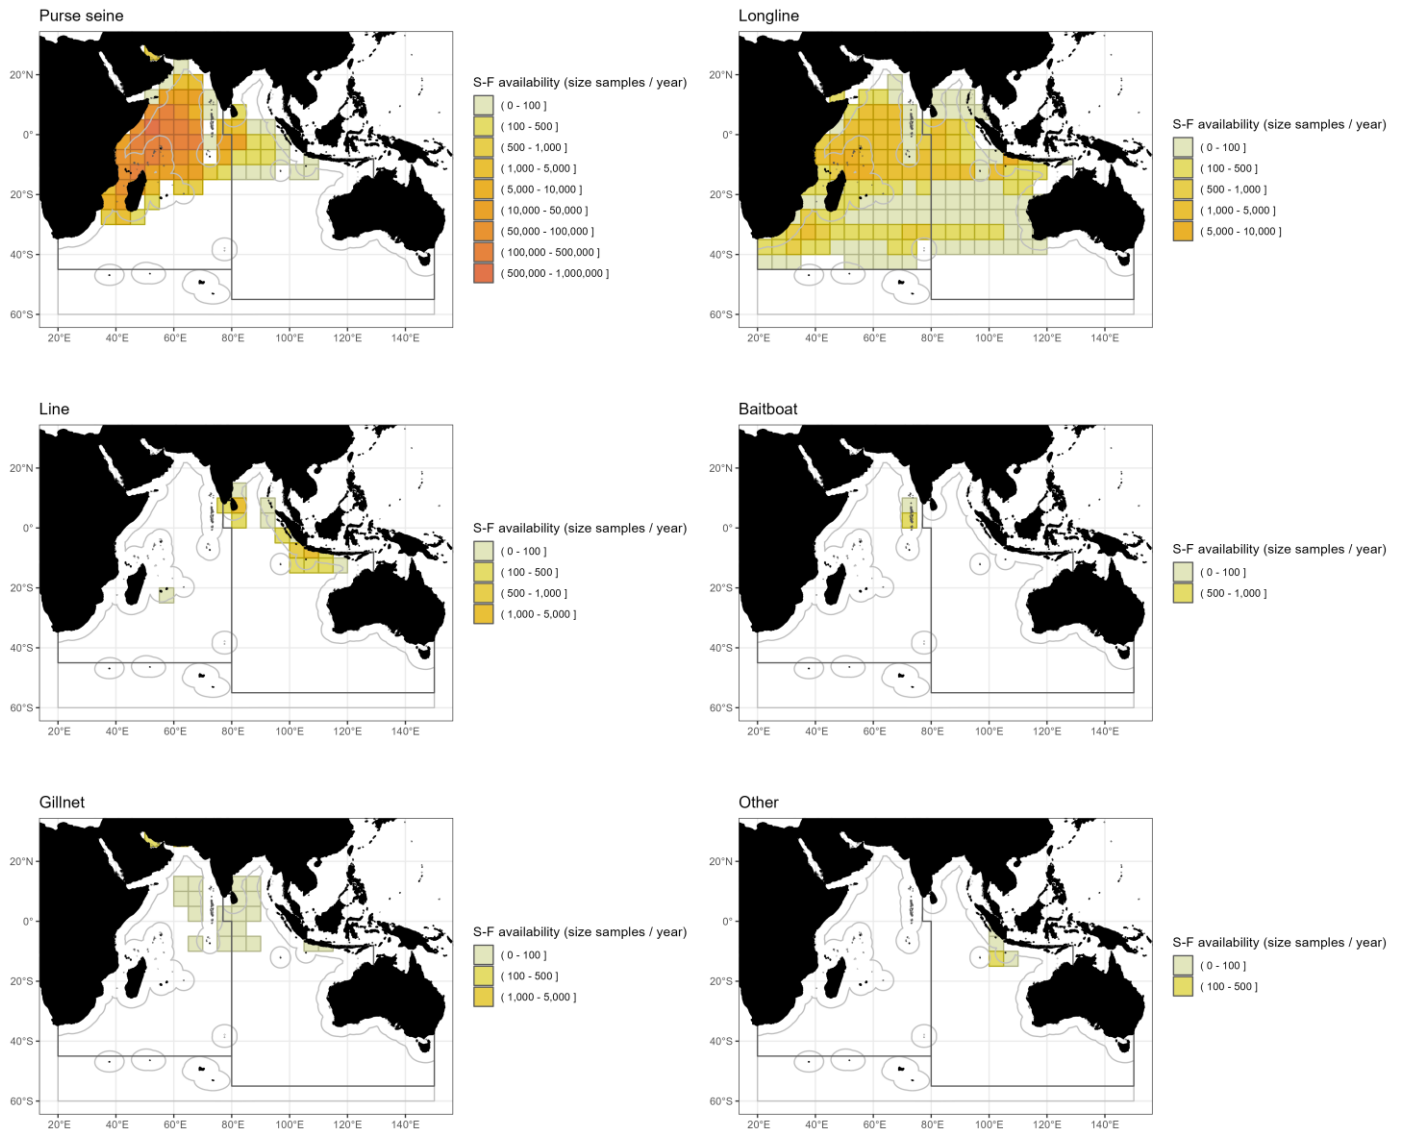 Purse seine
20°N
0°
20°S
40°S
60°S
20°E 40°E 60°E 80°E 100°E 120°E 140°E
S-F availability (size samples / year)
( 0 - 100 ]
( 100 - 500 ]
( 500 - 1,000 ]
( 1,000 - 5,000 ]
( 5,000 - 10,000 ]
( 10,000 - 50,000 ]
( 50,000 - 100,000 ]
( 100,000 - 500,000 ]
( 500,000 - 1,000,000 ]
Longline
20°N
0°
20°S
40°S
60°S
20°E 40°E 60°E 80°E 100°E 120°E 140°E
S-F availability (size samples / year)
( 0 - 100 ]
( 100 - 500 ]
( 500 - 1,000 ]
( 1,000 - 5,000 ]
( 5,000 - 10,000 ]
Line
20°N
0°
20°S
40°S
60°S
20°E 40°E 60°E 80°E 100°E 120°E 140°E
S-F availability (size samples / year)
( 0 - 100 ]
( 100 - 500 ]
( 500 - 1,000 ]
( 1,000 - 5,000 ]
Baitboat
20°N
0°
20°S
40°S
60°S
20°E 40°E 60°E 80°E 100°E 120°E 140°E
S-F availability (size samples / year)
( 0 - 100 ]
( 500 - 1,000 ]
Gillnet
20°N
0°
20°S
40°S
60°S
20°E 40°E 60°E 80°E 100°E 120°E 140°E
S-F availability (size samples / year)
( 0 - 100 ]
( 100 - 500 ]
( 1,000 - 5,000 ]
Other
20°N
0°
20°S
40°S
60°S
20°E 40°E 60°E 80°E 100°E 120°E 140°E
S-F availability (size samples / year)
( 0 - 100 ]
( 100 - 500 ]